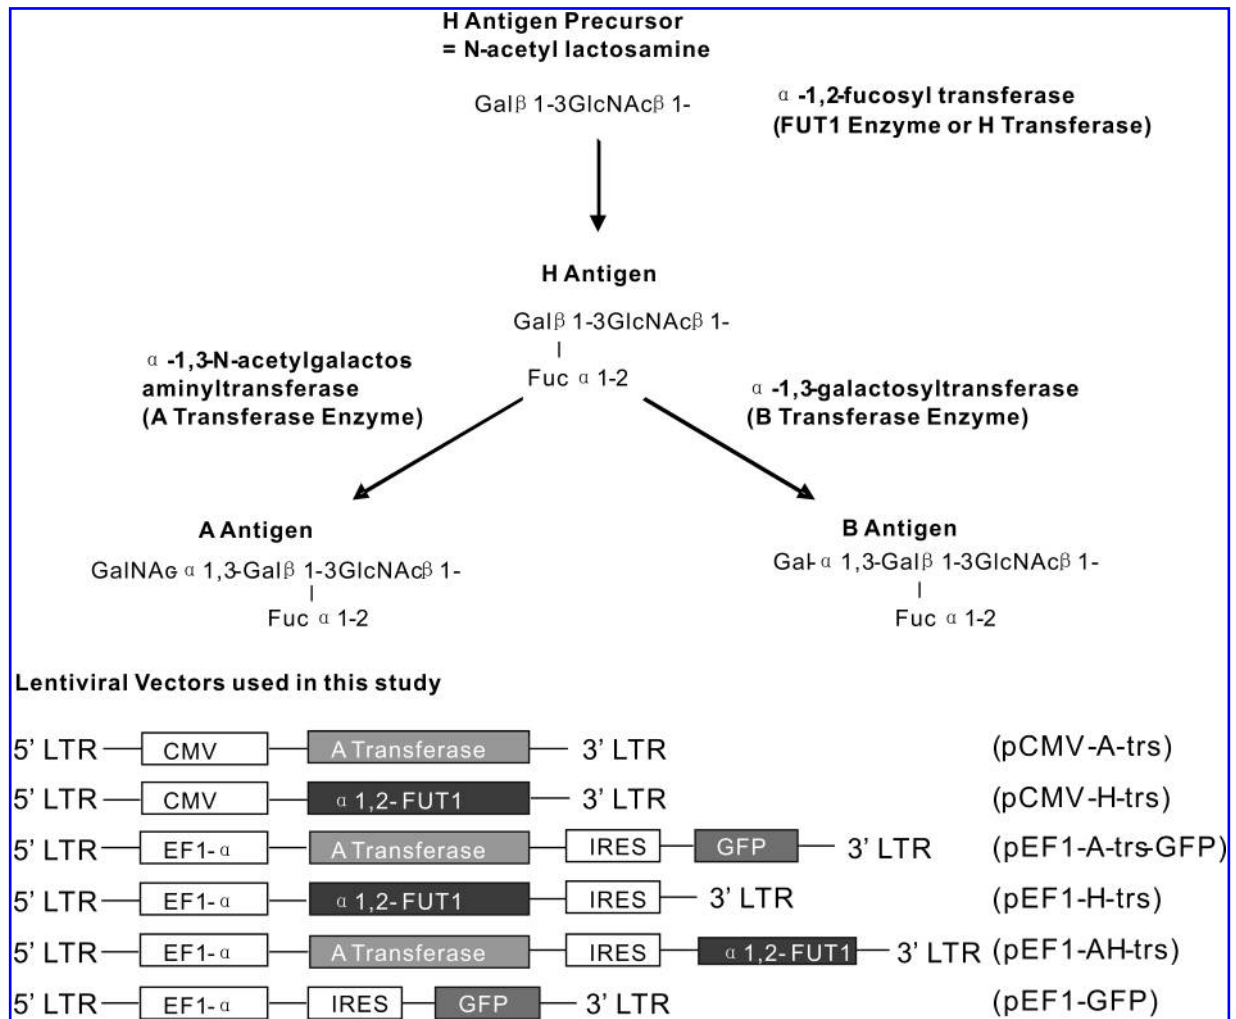 H Antigen Precursor
= N-acetyl lactosamine
Galβ 1-3GlcNAcβ 1-
α -1,2-fucosyl transferase
(FUT1 Enzyme or H Transferase)
H Antigen
Galβ 1-3GlcNAcβ 1-
Fuc α 1-2
α -1,3-N-acetylgalactos
aminyltransferase
(A Transferase Enzyme)
α -1,3-galactosyltransferase
(B Transferase Enzyme)
A Antigen
GalNAc- α 1,3-Galβ 1-3GlcNAcβ 1-
Fuc α 1-2
B Antigen
Gal- α 1,3-Galβ 1-3GlcNAcβ 1-
Fuc α 1-2
Lentiviral Vectors used in this study
5' LTR CMV A Transferase 3' LTR (pCMV-A-trs)
5' LTR CMV α 1,2- FUT1 3' LTR (pCMV-H-trs)
5' LTR EF1- α A Transferase IRES GFP 3' LTR (pEF1-A-trs-GFP)
5' LTR EF1- α α 1,2- FUT1 IRES 3' LTR (pEF1-H-trs)
5' LTR EF1- α A Transferase IRES α 1,2- FUT1 3' LTR (pEF1-AH-trs)
5' LTR EF1- α IRES GFP 3' LTR (pEF1-GFP)